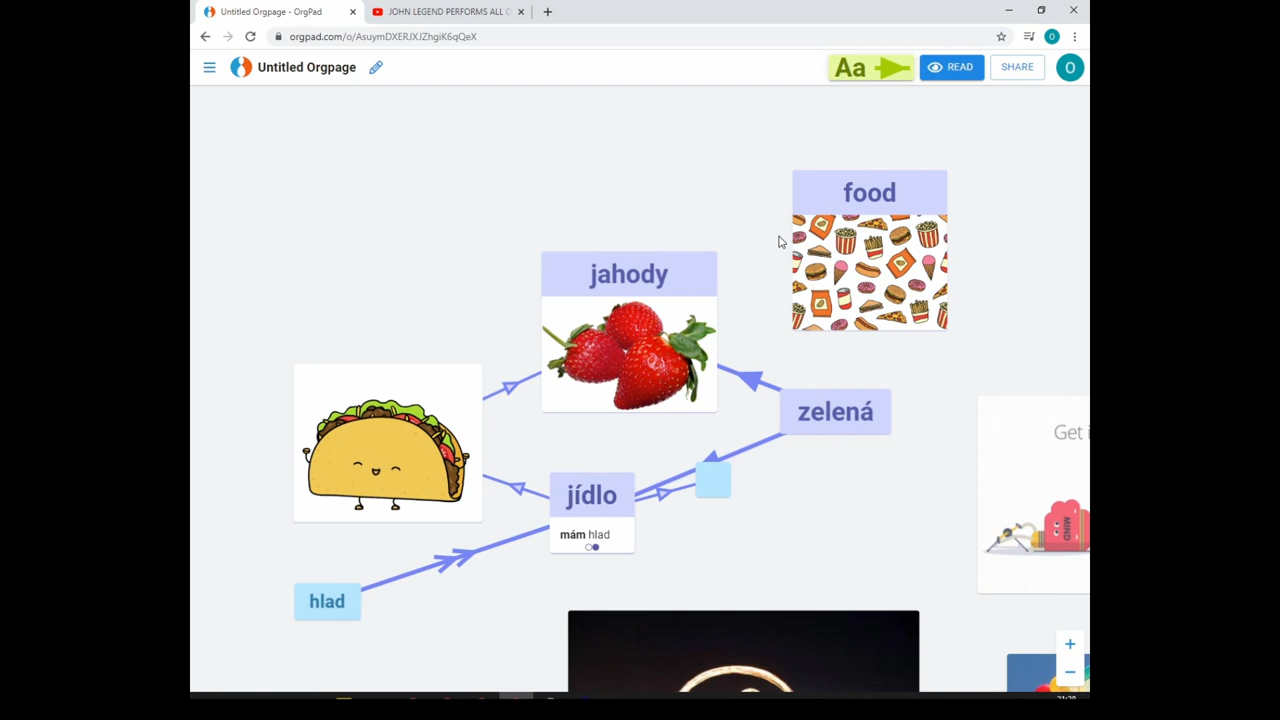 Untitled Orgpage - OrgPad
JOHN LEGEND PERFORMS ALL
orgpad.com/o/AsuymDXERJXJZhgiK6qQeX
O
Untitled Orgpage
Aa
READ
SHARE
O
food
jahody
zelená
Get
jídlo
mám hlad
hlad
MIND